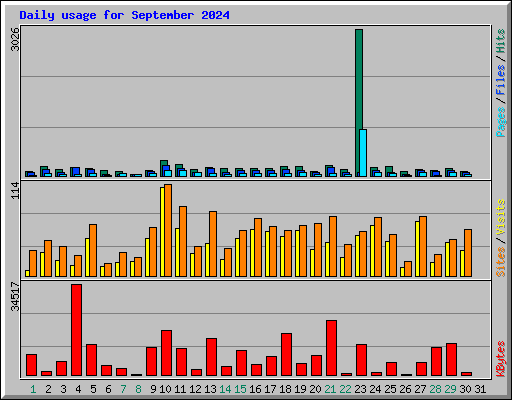 Daily usage for September 2024
3026
Pages / Files / Hits
114
Sites / Visits
34517
KBytes
1 2 3 4 5 6 7 8 9 10 11 12 13 14 15 16 17 18 19 20 21 22 23 24 25 26 27 28 29 30 31